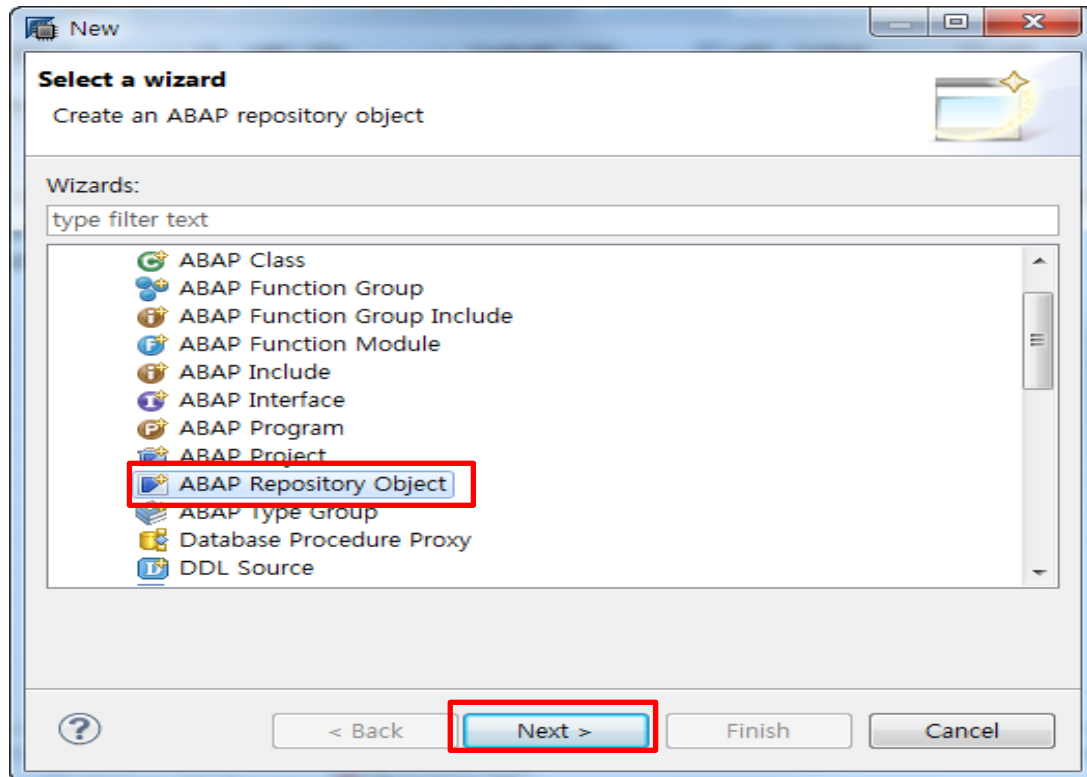 New
Select a wizard
Create an ABAP repository object
Wizards:
type filter text
ABAP Class
ABAP Function Group
ABAP Function Group Include
ABAP Function Module
ABAP Include
ABAP Interface
ABAP Program
ABAP Project
ABAP Repository Object
ABAP Type Group
Database Procedure Proxy
DDL Source
< Back Next > Finish Cancel